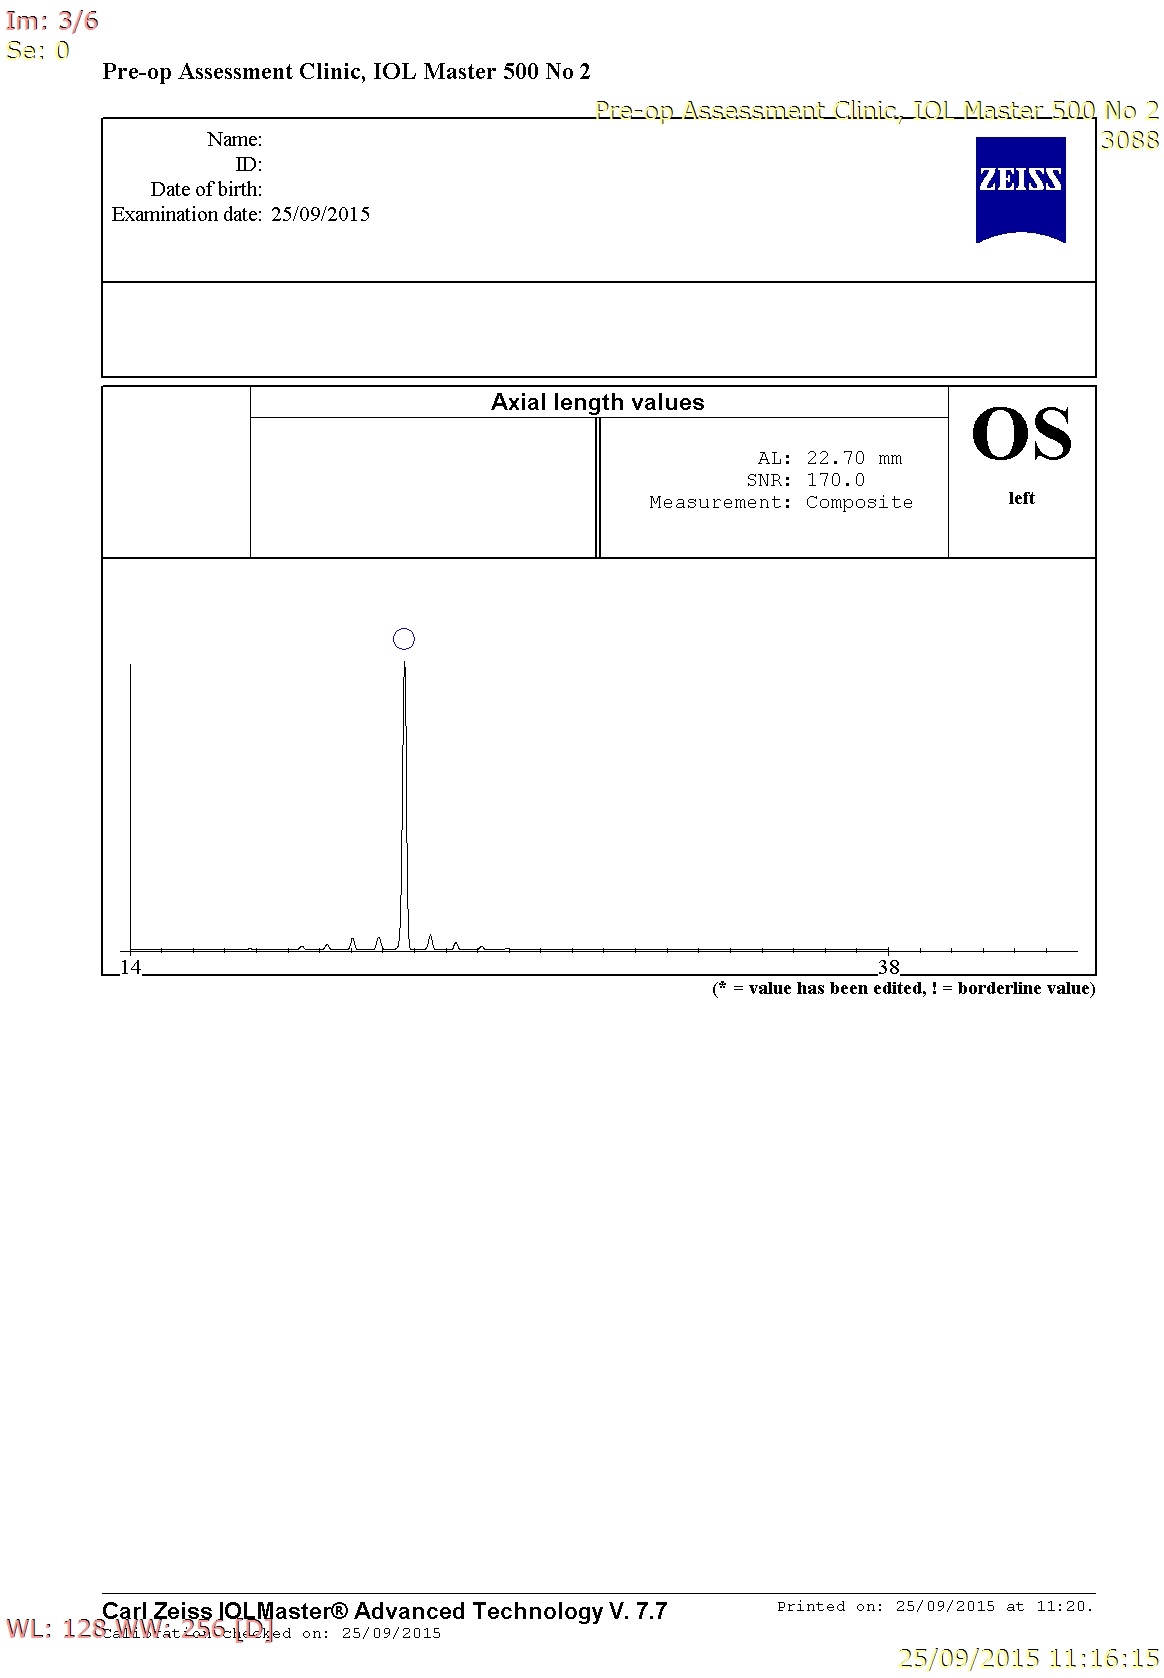 Im: 3/6
Se: 0
Pre-op Assessment Clinic, IOL Master 500 No 2
Pre-op Assessment Clinic, IOL Master 500 No 2
3088
Name:
ID:
Date of birth:
Examination date: 25/09/2015
ZEISS
Axial length values
AL: 22.70 mm
SNR: 170.0
Measurement: Composite
OS
left
14
38
(* = value has been edited, ! = borderline value)
Carl Zeiss IOLMaster® Advanced Technology V. 7.7
Printed on: 25/09/2015 at 11:20.
WL: 128 WW: 256 [D]
Calibration checked on: 25/09/2015
25/09/2015 11:16:15